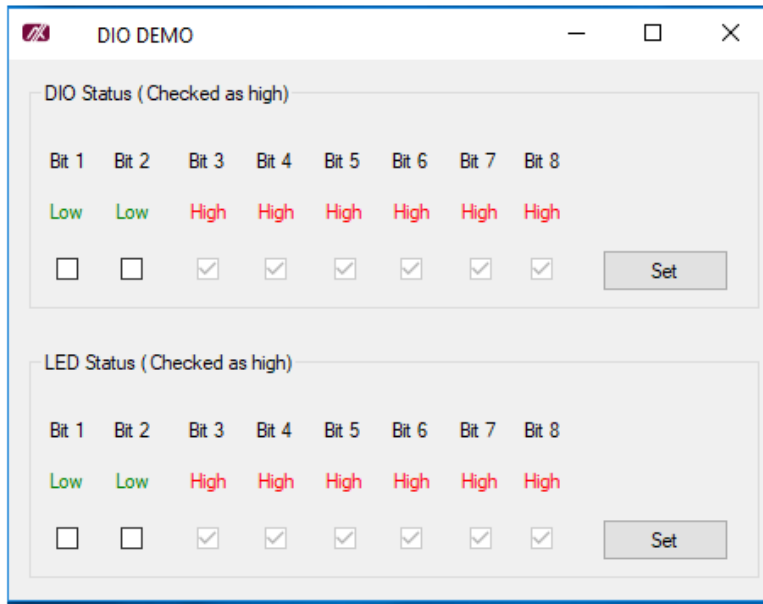 DIO DEMO
DIO Status (Checked as high)
Bit 1 Bit 2 Bit 3 Bit 4 Bit 5 Bit 6 Bit 7 Bit 8
Low Low High High High High High High
Set
LED Status (Checked as high)
Bit 1 Bit 2 Bit 3 Bit 4 Bit 5 Bit 6 Bit 7 Bit 8
Low Low High High High High High High
Set